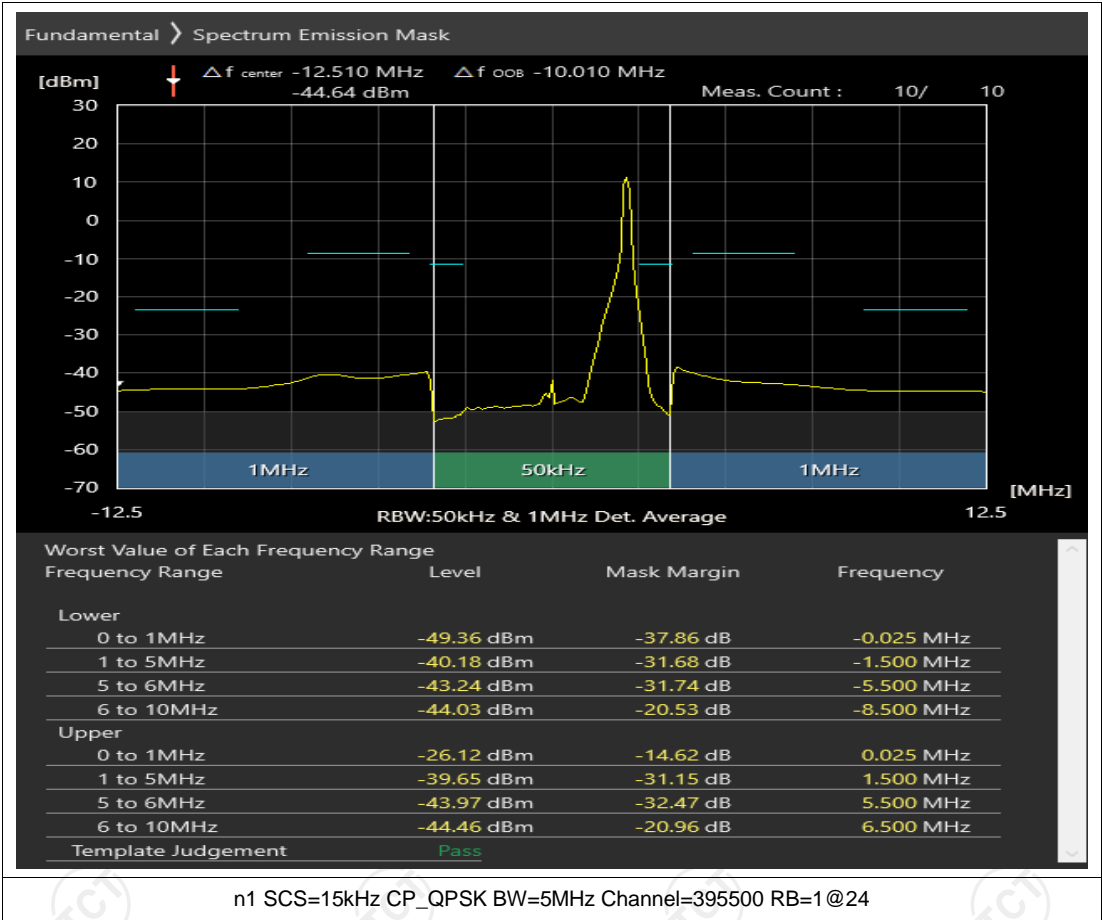 Fundamental ❯ Spectrum Emission Mask
[dBm] △f center -12.510 MHz △f OOB -10.010 MHz
-44.64 dBm Meas. Count : 10/ 10
30
20
10
0
-10
-20
-30
-40
-50
-60
1MHz 50kHz 1MHz
-70 [MHz]
-12.5 RBW:50kHz & 1MHz Det. Average 12.5
Worst Value of Each Frequency Range
Frequency Range Level Mask Margin Frequency
Lower
0 to 1MHz -49.36 dBm -37.86 dB -0.025 MHz
1 to 5MHz -40.18 dBm -31.68 dB -1.500 MHz
5 to 6MHz -43.24 dBm -31.74 dB -5.500 MHz
6 to 10MHz -44.03 dBm -20.53 dB -8.500 MHz
Upper
0 to 1MHz -26.12 dBm -14.62 dB 0.025 MHz
1 to 5MHz -39.65 dBm -31.15 dB 1.500 MHz
5 to 6MHz -43.97 dBm -32.47 dB 5.500 MHz
6 to 10MHz -44.46 dBm -20.96 dB 6.500 MHz
Template Judgement Pass
n1 SCS=15kHz CP_QPSK BW=5MHz Channel=395500 RB=1@24
TCT TCT TCT